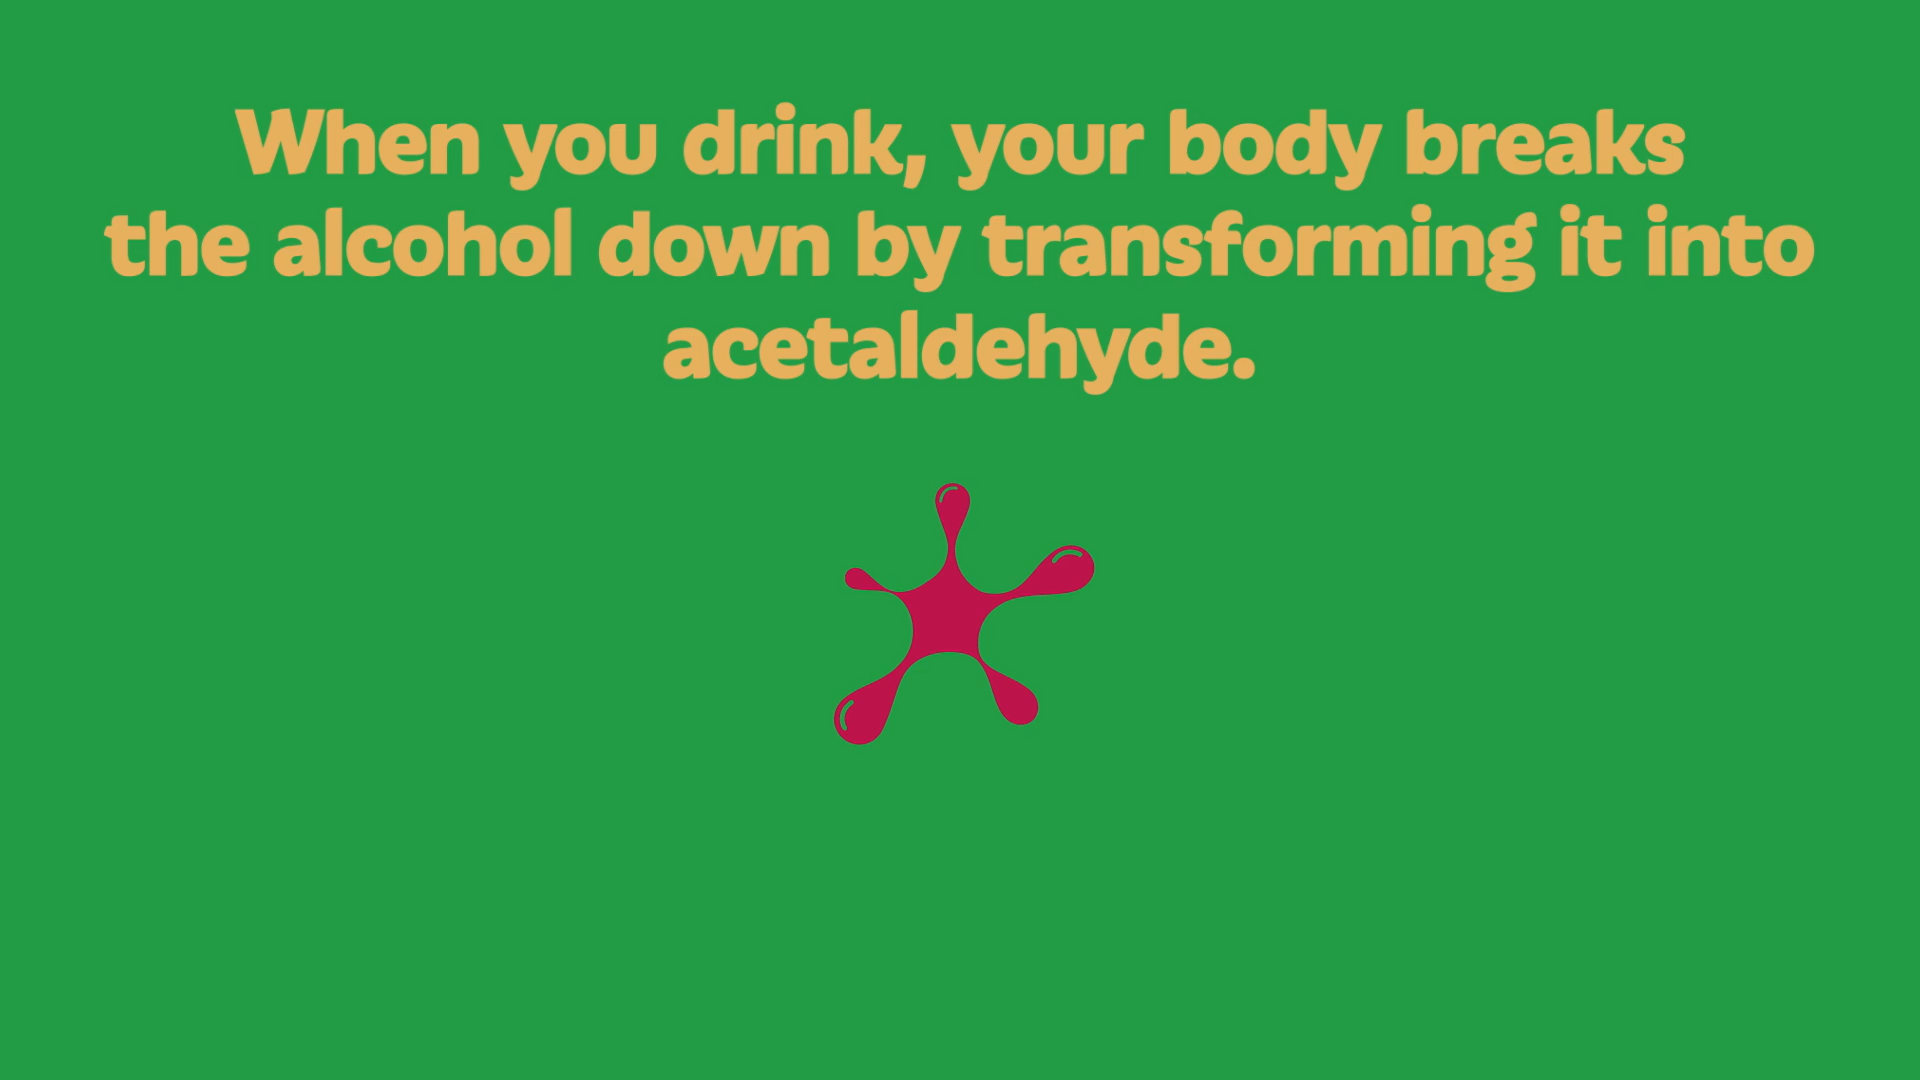 When you drink, your body breaks
the alcohol down by transforming it into
acetaldehyde.